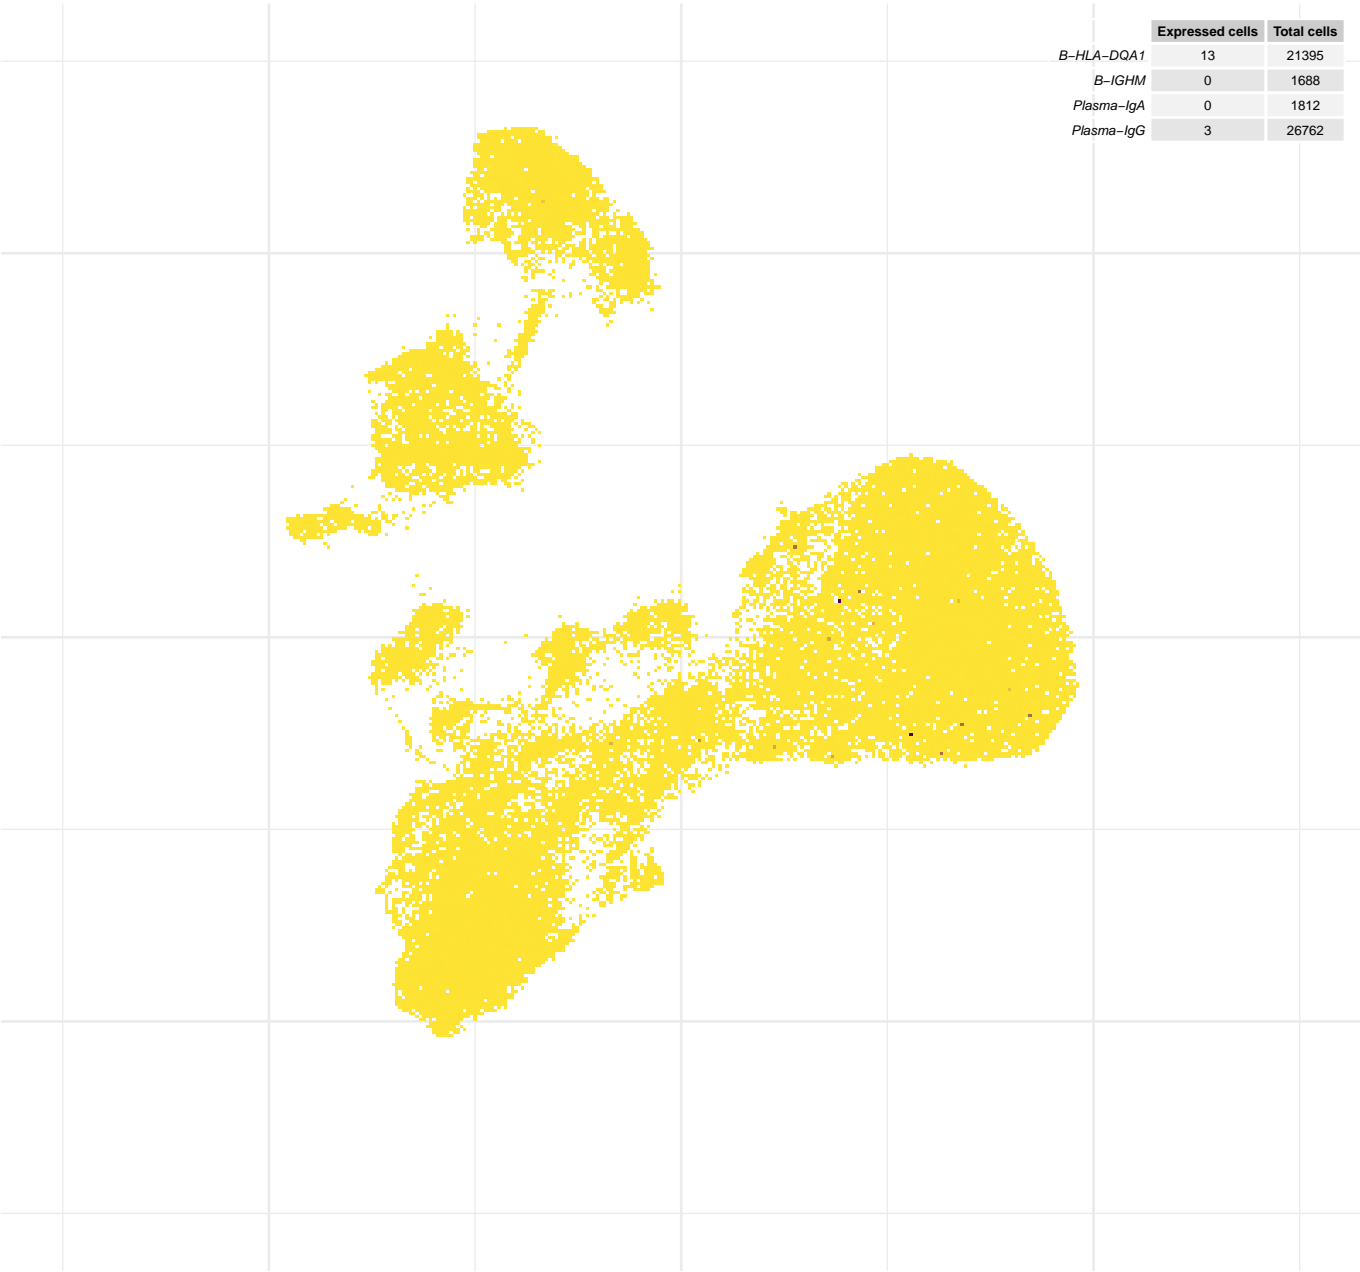 Expressed cells Total cells
B−HLA−DQA1 13 21395
B−IGHM 0 1688
Plasma−IgA 0 1812
Plasma−IgG 3 26762